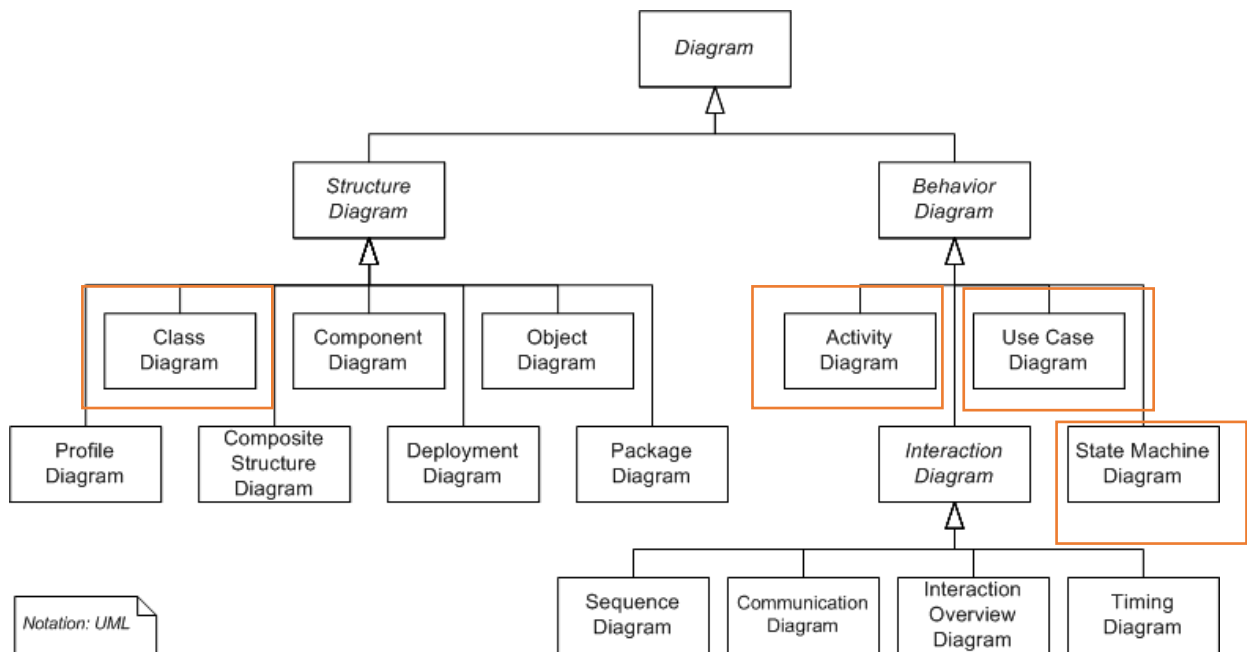 Diagram
Structure
Diagram
Behavior
Diagram
Class
Diagram
Component
Diagram
Object
Diagram
Activity
Diagram
Use Case
Diagram
Profile
Diagram
Composite
Structure
Diagram
Deployment
Diagram
Package
Diagram
Interaction
Diagram
State Machine
Diagram
Sequence
Diagram
Communication
Diagram
Interaction
Overview
Diagram
Timing
Diagram
Notation: UML